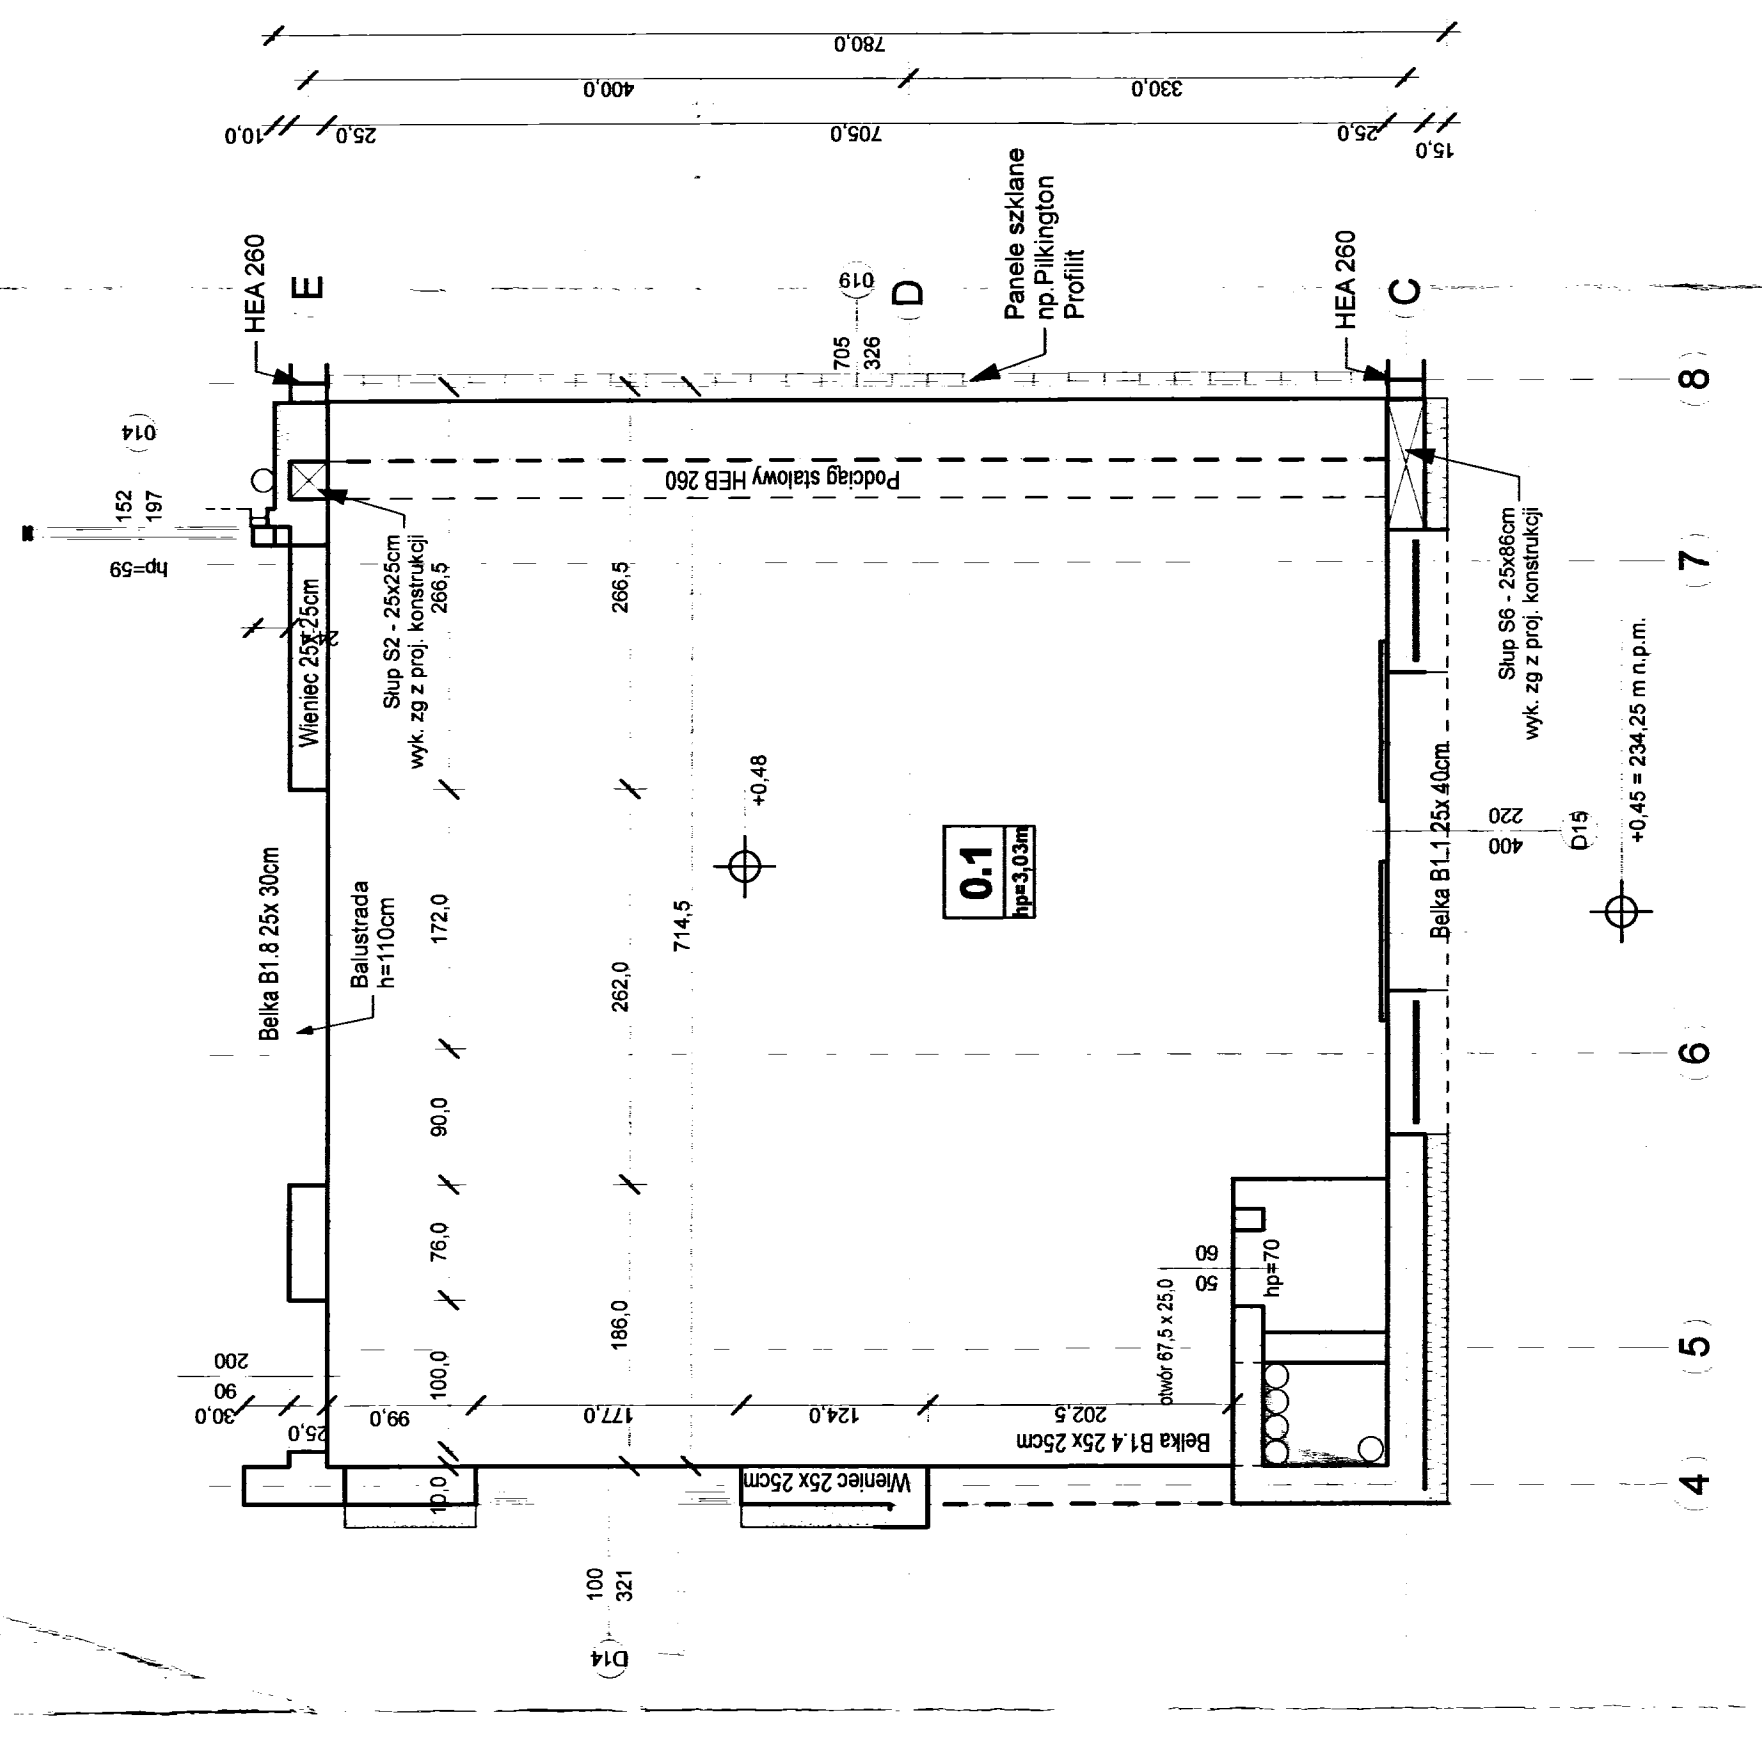 780,0
400,0
330,0
10,0
25,0
705,0
25,0
15,0
HEA 260
E
O19
D
705
326
Panele szklane
np.Pilkington
Profilit
HEA 260
C
8
O14
152
197
hp=59
Podciąg stalowy HEB 260
Wieniec 25x 25cm
24
Słup S2 - 25x25cm
wyk. zg z proj. konstrukcji
266,5
266,5
7
Słup S6 - 25x86cm
wyk. zg z proj. konstrukcji
+0,48
+0,45 = 234,25 m n.p.m.
Belka B1.8 25x 30cm
Balustrada
h=110cm
172,0
262,0
714,5
0.1
hp=3,03m
Belka B1.1 25x 40cm
220
400
D15
6
90,0
76,0
186,0
100,0
10,0
200
90
30,0
25,0
99,0
177,0
124,0
202,5
otwór 67,5 x 25,0
60
50
hp=70
5
Belka B1.4 25x 25cm
Wieniec 25x 25cm
4
100
321
D14